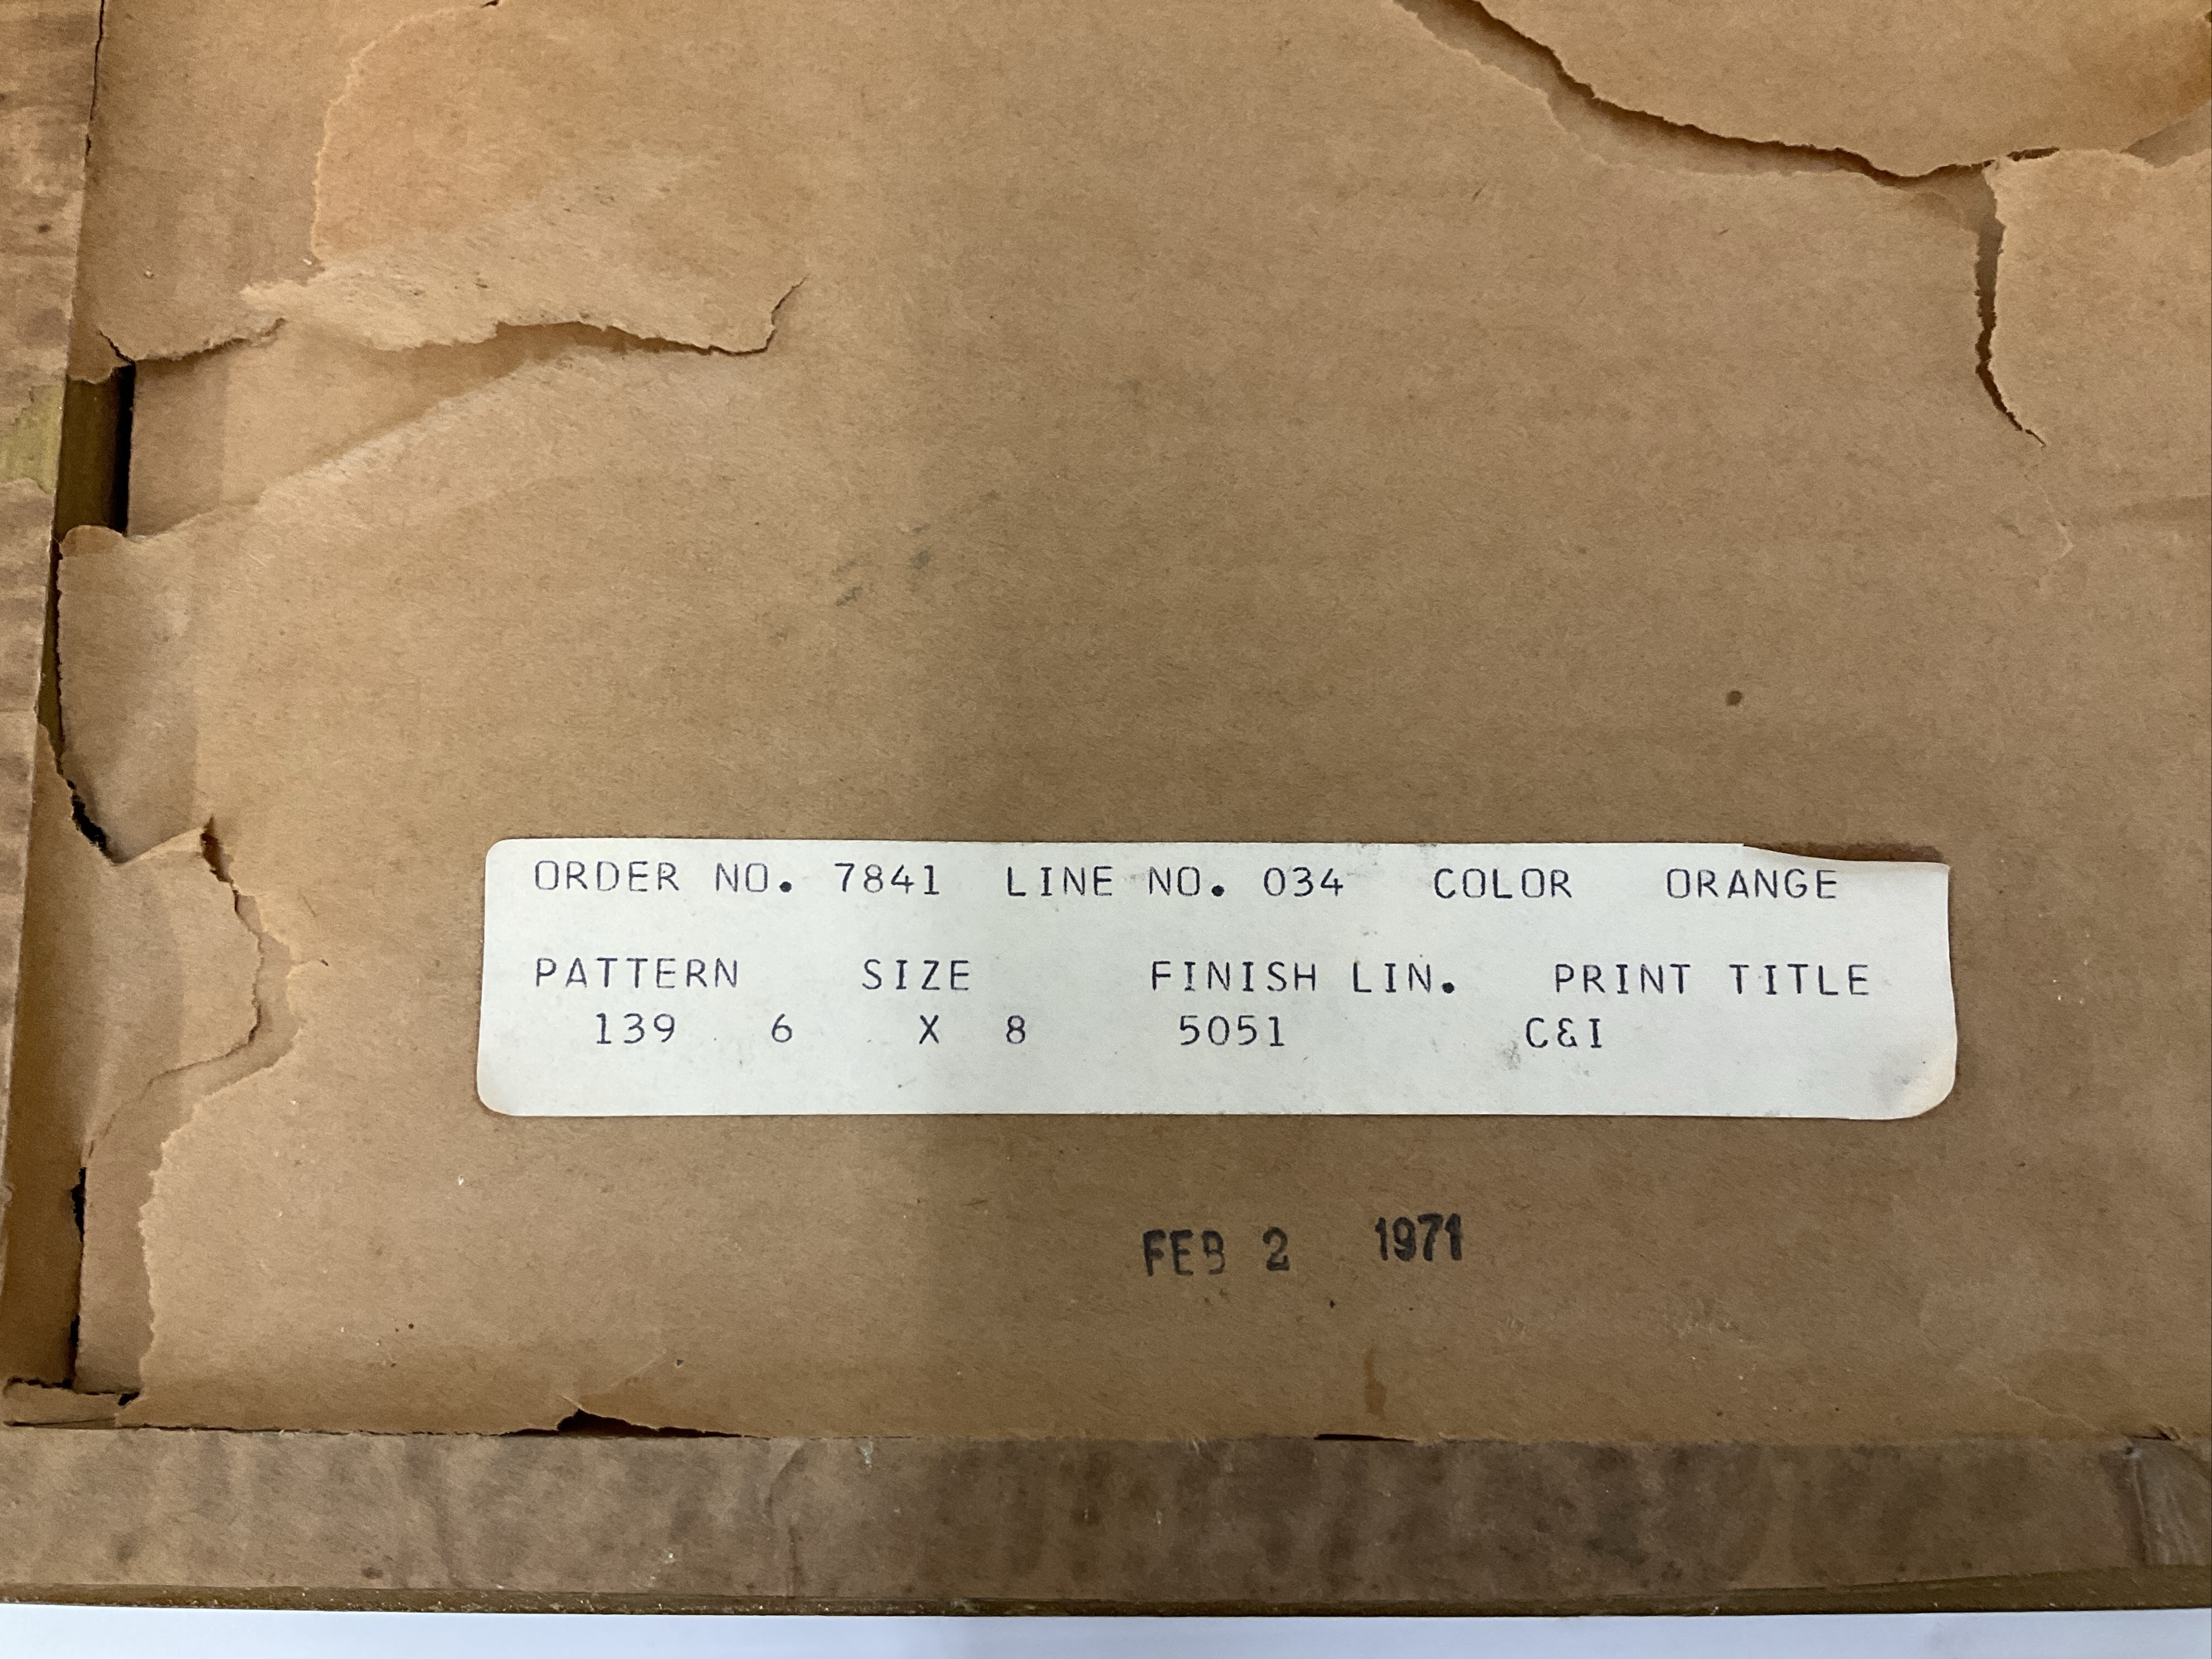 ORDER NO. 7841 LINE NO. 034 COLOR ORANGE
PATTERN SIZE FINISH LIN. PRINT TITLE
139 6 X 8 5051 C&I
FEB 2 1971